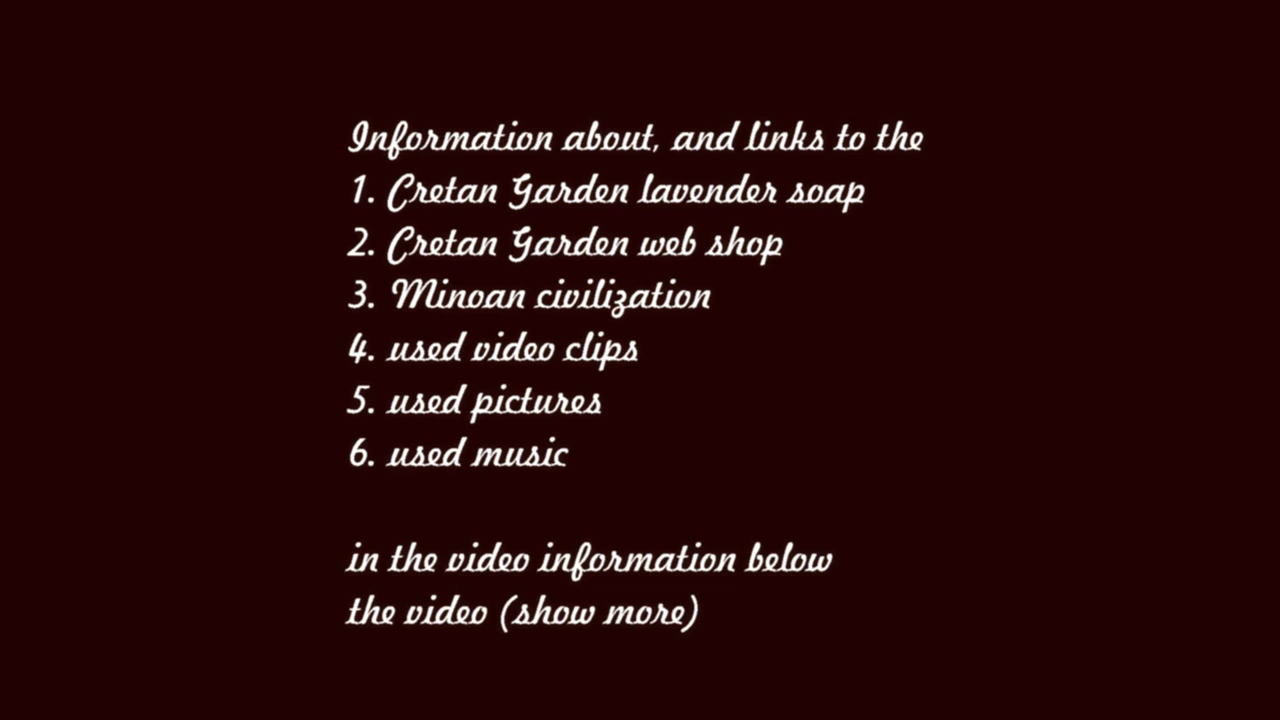 Information about, and links to the
1. Cretan Garden lavender soap
2. Cretan Garden web shop
3. Minoan civilization
4. used video clips
5. used pictures
6. used music
in the video information below
the video (show more)